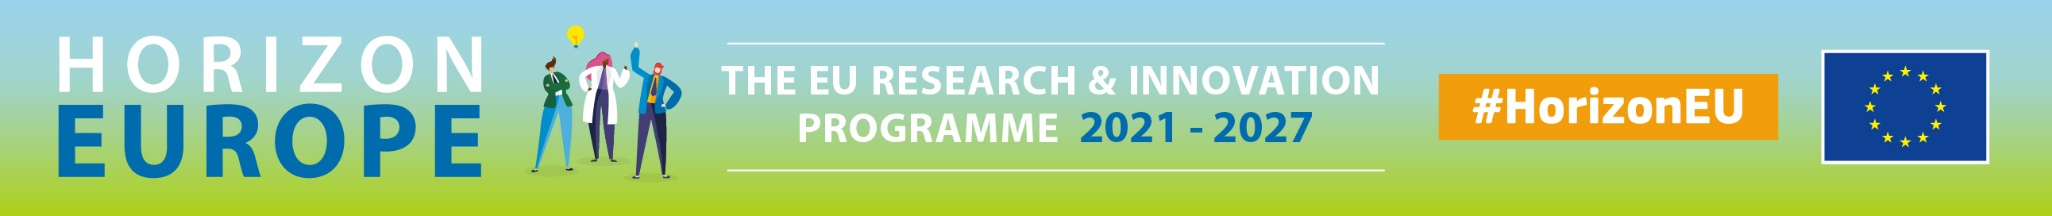 HORIZON
EUROPE
THE EU RESEARCH & INNOVATION
PROGRAMME 2021 - 2027
#HorizonEU